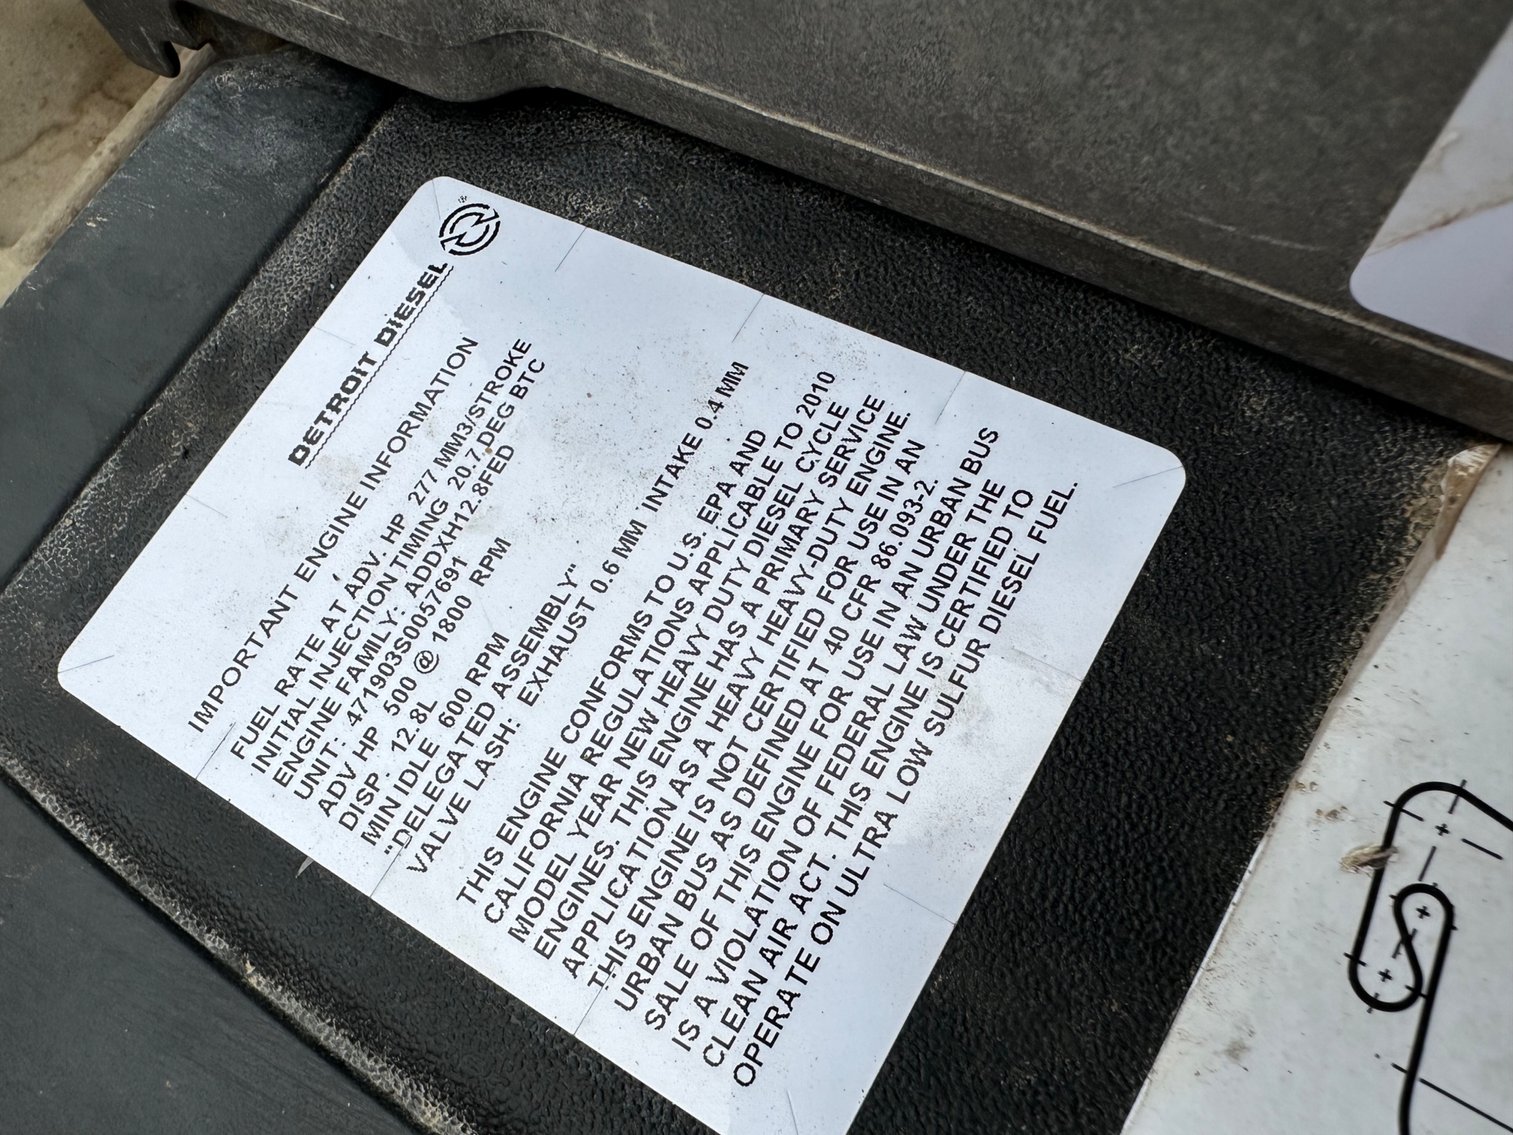 DETROIT DIESEL ®
IMPORTANT ENGINE INFORMATION
FUEL RATE AT ADV. HP 277 MM3/STROKE
INITIAL INJECTION TIMING 20.7 DEG BTC
ENGINE FAMILY: ADDXH12.8FED
UNIT: 471903S0057691
ADV HP 500 @ 1800 RPM
DISP. 12.8L
MIN IDLE 600 RPM
"DELEGATED ASSEMBLY"
VALVE LASH: EXHAUST 0.6 MM INTAKE 0.4 MM
THIS ENGINE CONFORMS TO U.S. EPA AND
CALIFORNIA REGULATIONS APPLICABLE TO 2010
MODEL YEAR NEW HEAVY DUTY DIESEL CYCLE
ENGINES. THIS ENGINE HAS A PRIMARY SERVICE
APPLICATION AS A HEAVY HEAVY-DUTY ENGINE.
THIS ENGINE IS NOT CERTIFIED FOR USE IN AN
URBAN BUS AS DEFINED AT 40 CFR 86.093-2.
SALE OF THIS ENGINE FOR USE IN AN URBAN BUS
IS A VIOLATION OF FEDERAL LAW UNDER THE
CLEAN AIR ACT. THIS ENGINE IS CERTIFIED TO
OPERATE ON ULTRA LOW SULFUR DIESEL FUEL.